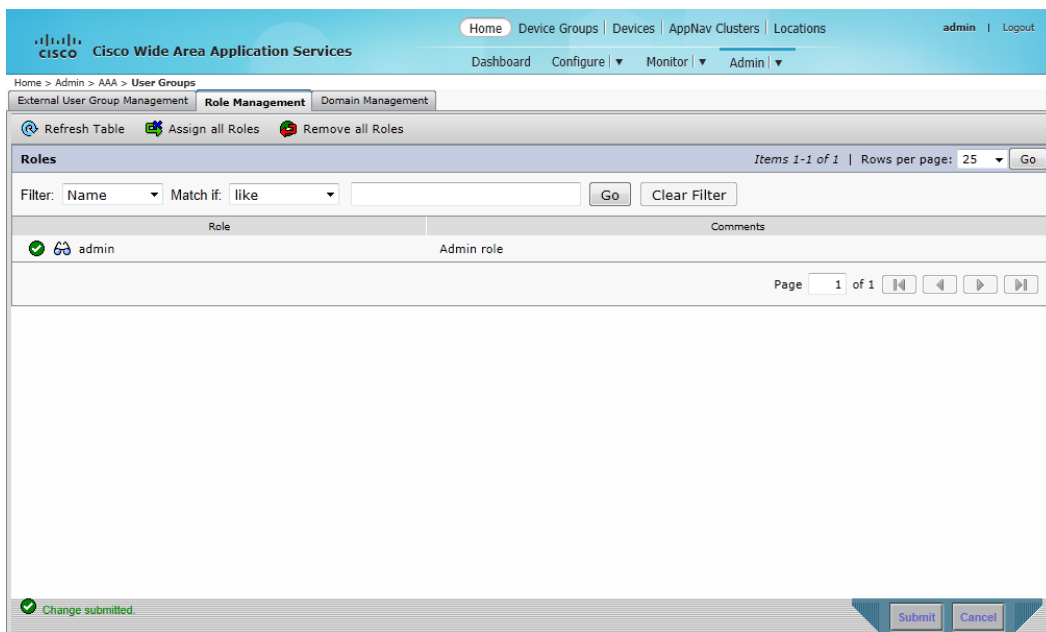 Home Device Groups | Devices | AppNav Clusters | Locations
admin | Logout
cisco Cisco Wide Area Application Services
Dashboard Configure | ▼ Monitor | ▼ Admin | ▼
Home > Admin > AAA > User Groups
External User Group Management Role Management Domain Management
Refresh Table Assign all Roles Remove all Roles
Roles Items 1-1 of 1 | Rows per page: 25 Go
Filter: Name Match if: like Go Clear Filter
Role Comments
admin Admin role
Page 1 of 1
Change submitted.
Submit Cancel